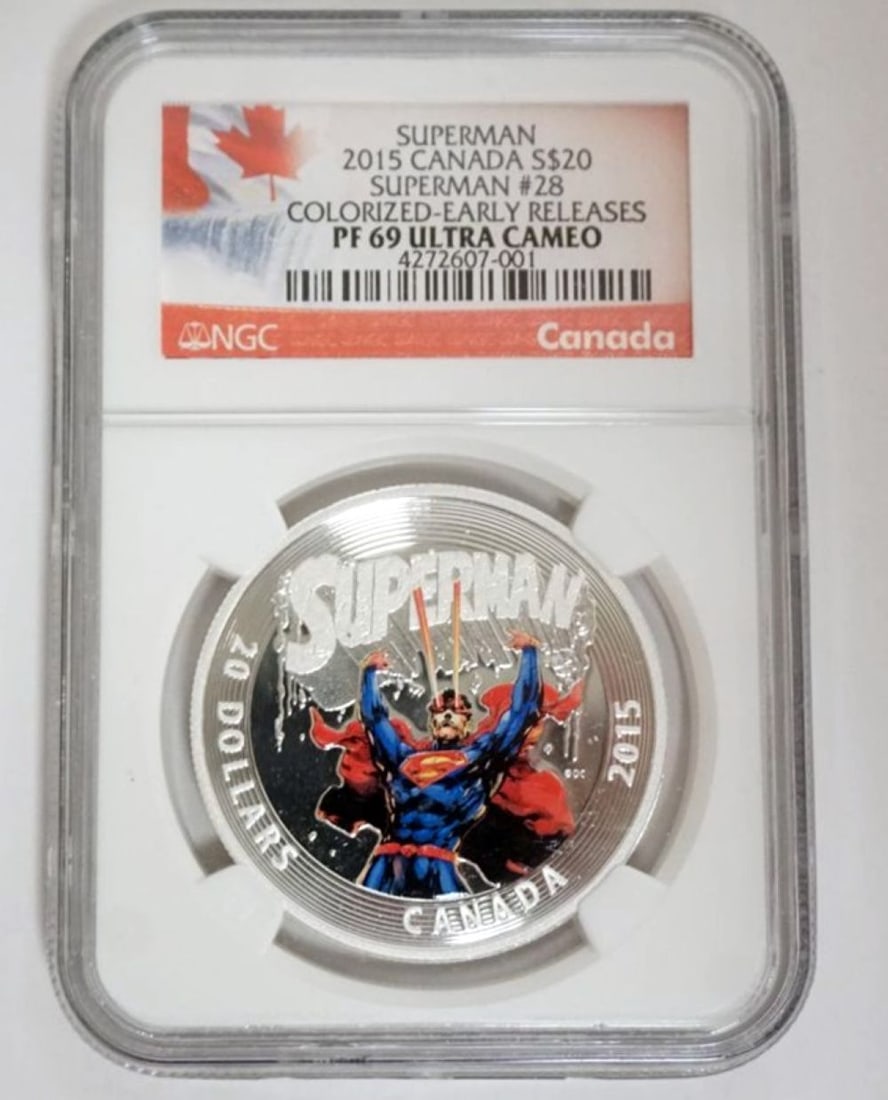 SUPERMAN
2015 CANADA S$20
SUPERMAN #28
COLORIZED-EARLY RELEASES
PF 69 ULTRA CAMEO
4272607-001
NGC
Canada
SUPERMAN
20 DOLLARS
CANADA
2015
©DC